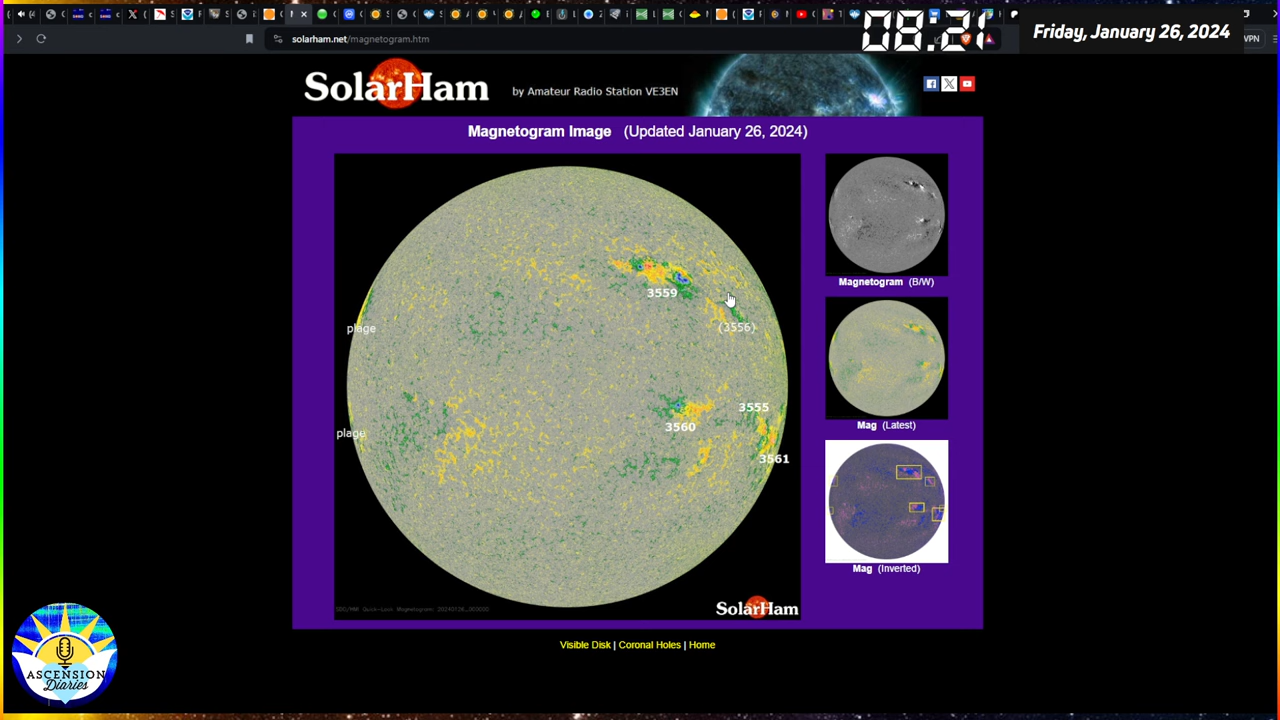 solarham.net/magnetogram.htm
08:21
Friday, January 26, 2024
VPN
SolarHam by Amateur Radio Station VE3EN
Magnetogram Image (Updated January 26, 2024)
3559
plage
(3556)
3555
3560
plage
3561
SolarHam
Magnetogram (B/W)
Mag (Latest)
Mag (Inverted)
Visible Disk | Coronal Holes | Home
ASCENSION
Diaries